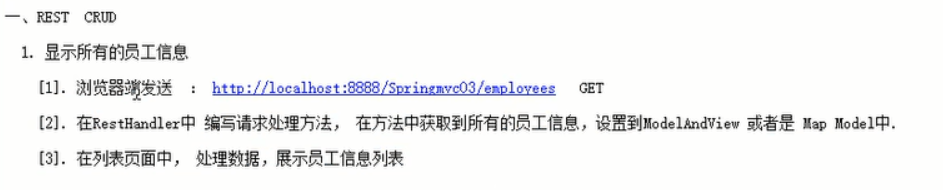 一、REST CRUD
1. 显示所有的员工信息
[1]. 浏览器端发送 : http://localhost:8888/Springmvc03/employees GET
[2]. 在RestHandler中 编写请求处理方法, 在方法中获取到所有的员工信息,设置到ModelAndView 或者是 Map Model中.
[3]. 在列表页面中, 处理数据,展示员工信息列表